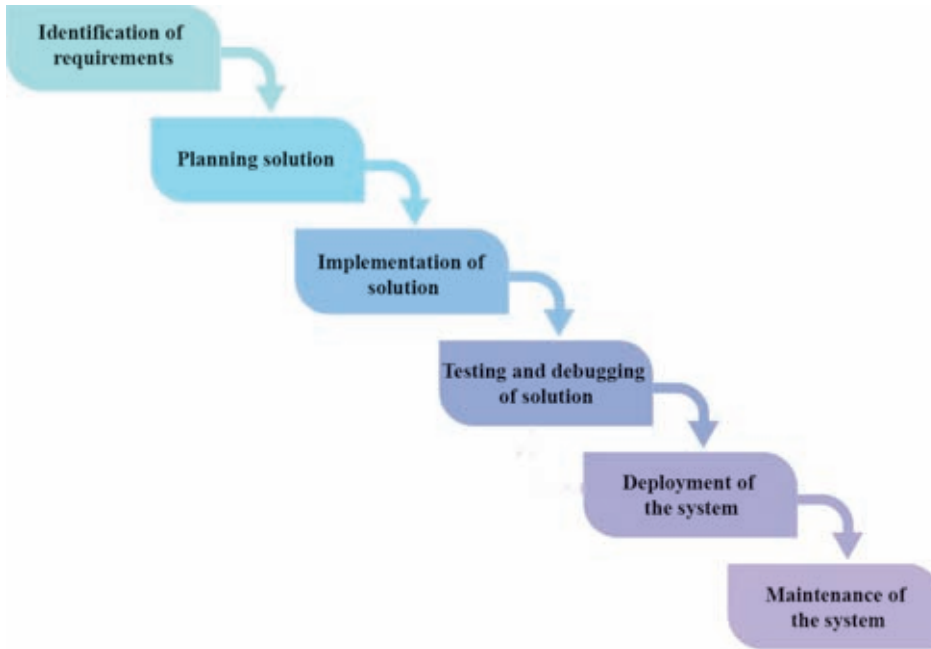 Identification of
requirements
Planning solution
Implementation of
solution
Testing and debugging
of solution
Deployment of
the system
Maintenance of
the system